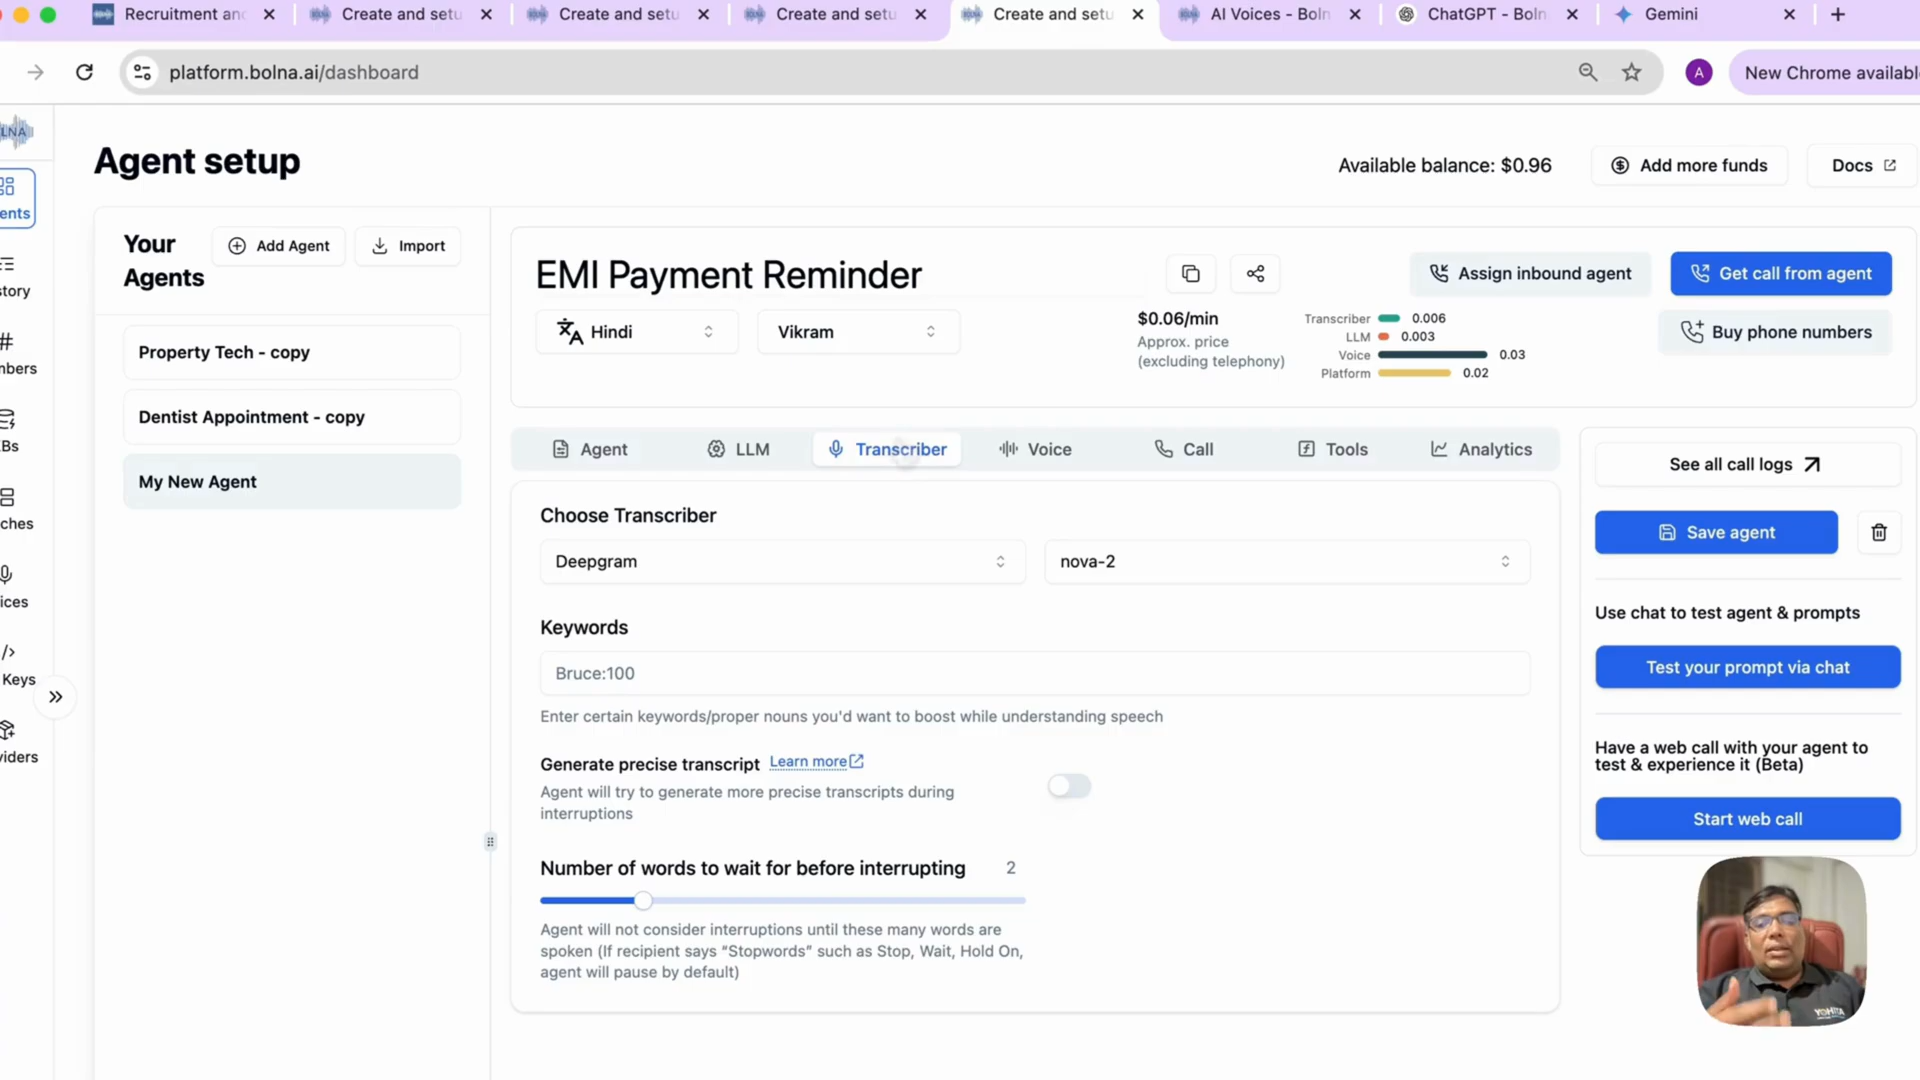 Recruitment an
Create and setu
Create and setu
Create and setu
Create and setu
AI Voices - Boln
ChatGPT - Boln
Gemini
platform.bolna.ai/dashboard
A
New Chrome availabl
LNA
Agent setup
Available balance: $0.96
Add more funds
Docs
ents
tory
mbers
Bs
ches
ices
Keys
viders
Your
Agents
Add Agent
Import
Property Tech - copy
Dentist Appointment - copy
My New Agent
EMI Payment Reminder
Assign inbound agent
Get call from agent
Hindi
Vikram
$0.06/min
Approx. price
(excluding telephony)
Transcriber 0.006
LLM 0.003
Voice 0.03
Platform 0.02
Buy phone numbers
Agent
LLM
Transcriber
Voice
Call
Tools
Analytics
Choose Transcriber
Deepgram
nova-2
Keywords
Bruce:100
Enter certain keywords/proper nouns you'd want to boost while understanding speech
Generate precise transcript Learn more
Agent will try to generate more precise transcripts during
interruptions
Number of words to wait for before interrupting 2
Agent will not consider interruptions until these many words are
spoken (If recipient says “Stopwords” such as Stop, Wait, Hold On,
agent will pause by default)
See all call logs
Save agent
Use chat to test agent & prompts
Test your prompt via chat
Have a web call with your agent to
test & experience it (Beta)
Start web call